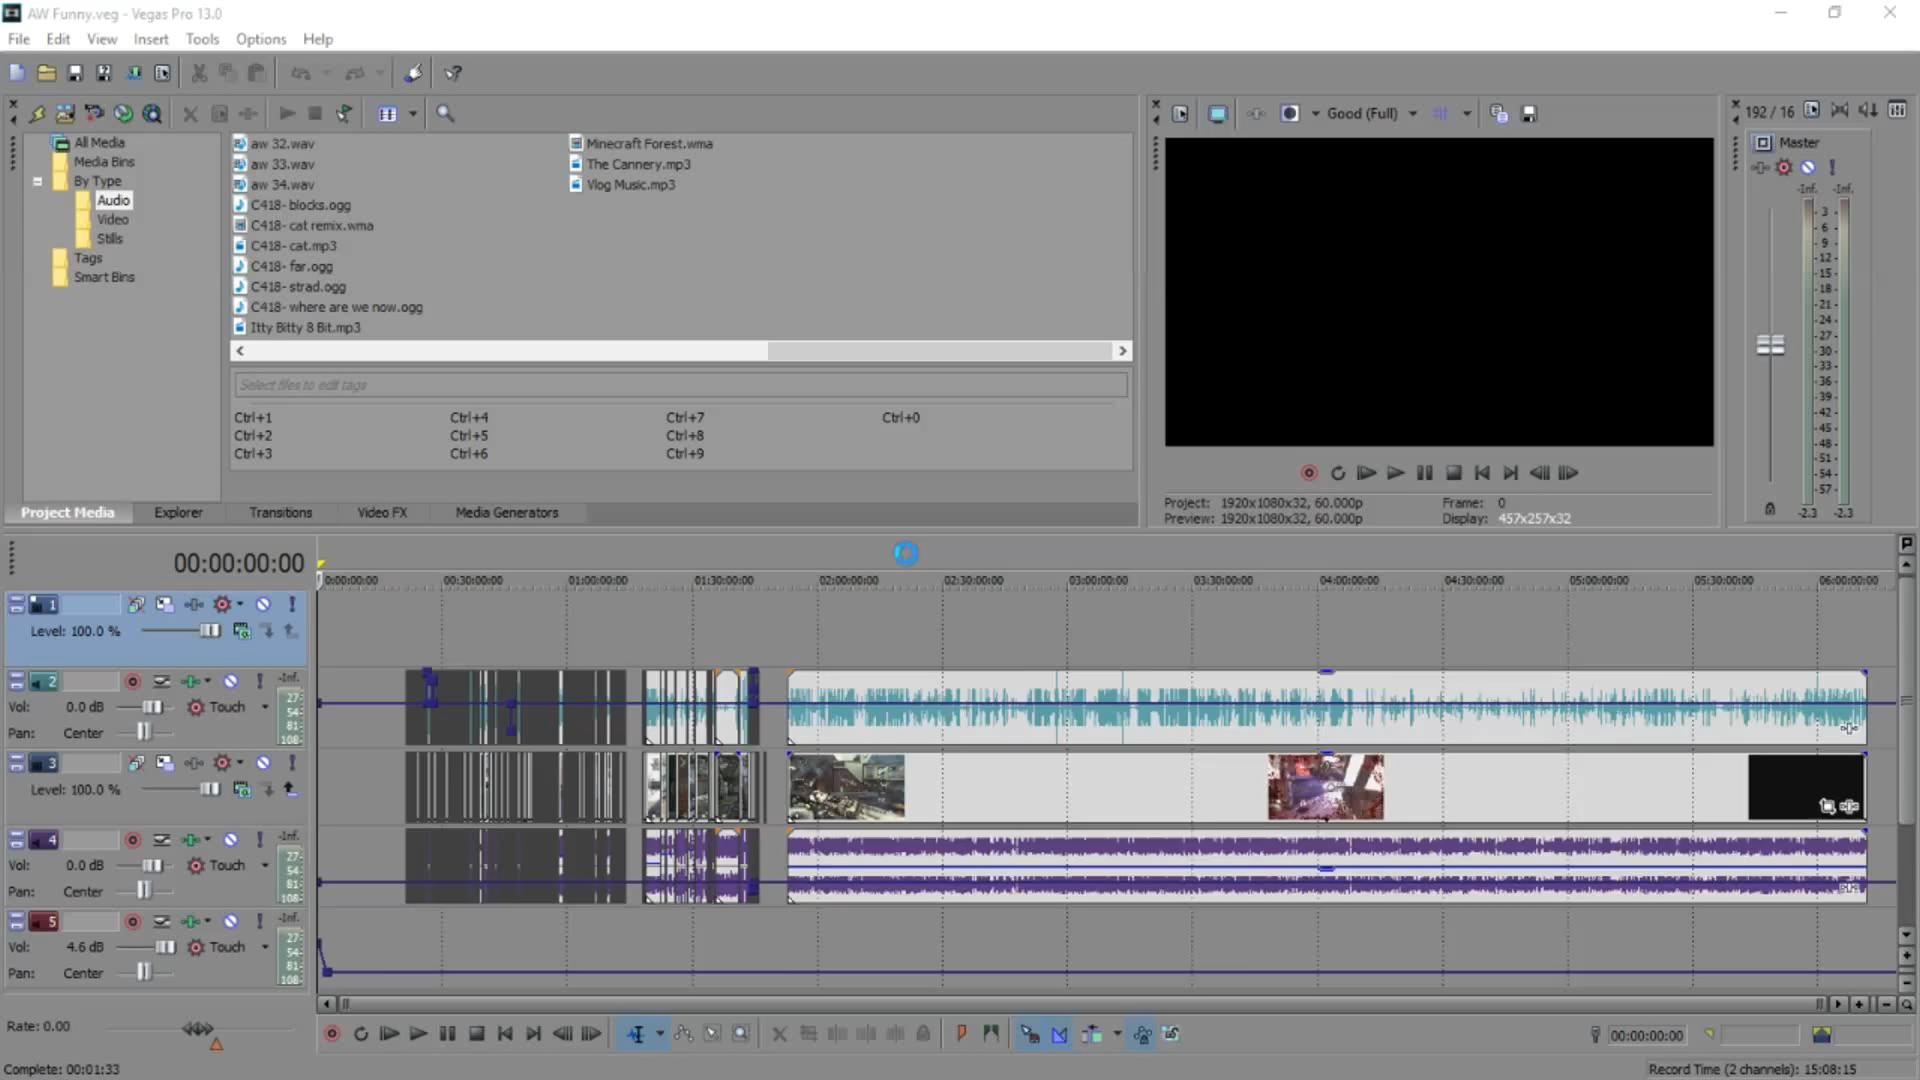 AW Funny.veg - Vegas Pro 13.0
File Edit View Insert Tools Options Help
Good (Full)
192 / 16
All Media
Media Bins
By Type
Audio
Video
Stills
Tags
Smart Bins
aw 32.wav
aw 33.wav
aw 34.wav
C418- blocks.ogg
C418- cat remix.wma
C418- cat.mp3
C418- far.ogg
C418- strad.ogg
C418- where are we now.ogg
Itty Bitty 8 Bit.mp3
Minecraft Forest.wma
The Cannery.mp3
Vlog Music.mp3
Select files to edit tags
Ctrl+1 Ctrl+4 Ctrl+7 Ctrl+0
Ctrl+2 Ctrl+5 Ctrl+8
Ctrl+3 Ctrl+6 Ctrl+9
Project Media Explorer Transitions Video FX Media Generators
Project: 1920x1080x32, 60.000p Frame: 0
Preview: 1920x1080x32, 60.000p Display: 457x257x32
Master
-Inf. -Inf.
3
6
9
12
15
18
21
24
27
30
33
36
39
42
45
48
51
54
57
-2.3 -2.3
00:00:00:00
0:00:00:00 00:30:00:00 01:00:00:00 01:30:00:00 02:00:00:00 02:30:00:00 03:00:00:00 03:30:00:00 04:00:00:00 04:30:00:00 05:00:00:00 05:30:00:00 06:00:00:00
1
Level: 100.0 %
2
-Inf.
Vol: 0.0 dB Touch
Pan: Center
27
54
81
108
3
Level: 100.0 %
4
-Inf.
Vol: 0.0 dB Touch
Pan: Center
27
54
81
108
5
-Inf.
Vol: 4.6 dB Touch
Pan: Center
27
54
81
108
Rate: 0.00
00:00:00:00
Complete: 00:01:33
Record Time (2 channels): 15:08:15